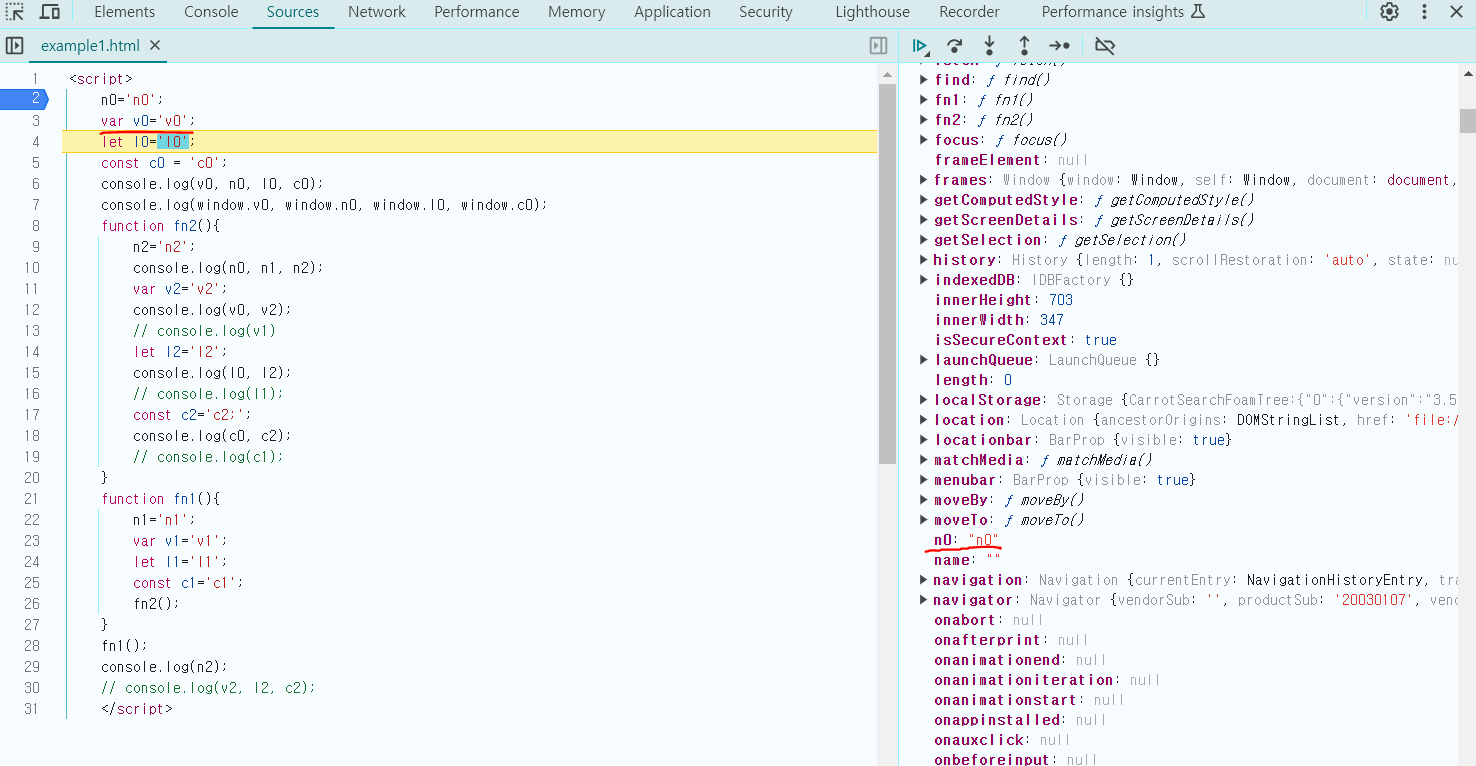 Elements Console Sources Network Performance Memory Application Security Lighthouse Recorder Performance insights
example1.html
1 <script>
2 n0='n0';
3 var v0='v0';
4 let l0='l0';
5 const c0 = 'c0';
6 console.log(v0, n0, l0, c0);
7 console.log(window.v0, window.n0, window.l0, window.c0);
8 function fn2(){
9 n2='n2';
10 console.log(n0, n1, n2);
11 var v2='v2';
12 console.log(v0, v2);
13 // console.log(v1)
14 let l2='l2';
15 console.log(l0, l2);
16 // console.log(l1);
17 const c2='c2;';
18 console.log(c0, c2);
19 // console.log(c1);
20 }
21 function fn1(){
22 n1='n1';
23 var v1='v1';
24 let l1='l1';
25 const c1='c1';
26 fn2();
27 }
28 fn1();
29 console.log(n2);
30 // console.log(v2, l2, c2);
31 </script>
find: ƒ find()
fn1: ƒ fn1()
fn2: ƒ fn2()
focus: ƒ focus()
frameElement: null
frames: Window {window: Window, self: Window, document: document,
getComputedStyle: ƒ getComputedStyle()
getScreenDetails: ƒ getScreenDetails()
getSelection: ƒ getSelection()
history: History {length: 1, scrollRestoration: 'auto', state: nu
indexedDB: IDBFactory {}
innerHeight: 703
innerWidth: 347
isSecureContext: true
launchQueue: LaunchQueue {}
length: 0
localStorage: Storage {CarrotSearchFoamTree:{"0":{"version":"3.5
location: Location {ancestorOrigins: DOMStringList, href: 'file:/
locationbar: BarProp {visible: true}
matchMedia: ƒ matchMedia()
menubar: BarProp {visible: true}
moveBy: ƒ moveBy()
moveTo: ƒ moveTo()
n0: "n0"
name: ""
navigation: Navigation {currentEntry: NavigationHistoryEntry, tra
navigator: Navigator {vendorSub: '', productSub: '20030107', vend
onabort: null
onafterprint: null
onanimationend: null
onanimationiteration: null
onanimationstart: null
onappinstalled: null
onauxclick: null
onbeforeinput: null